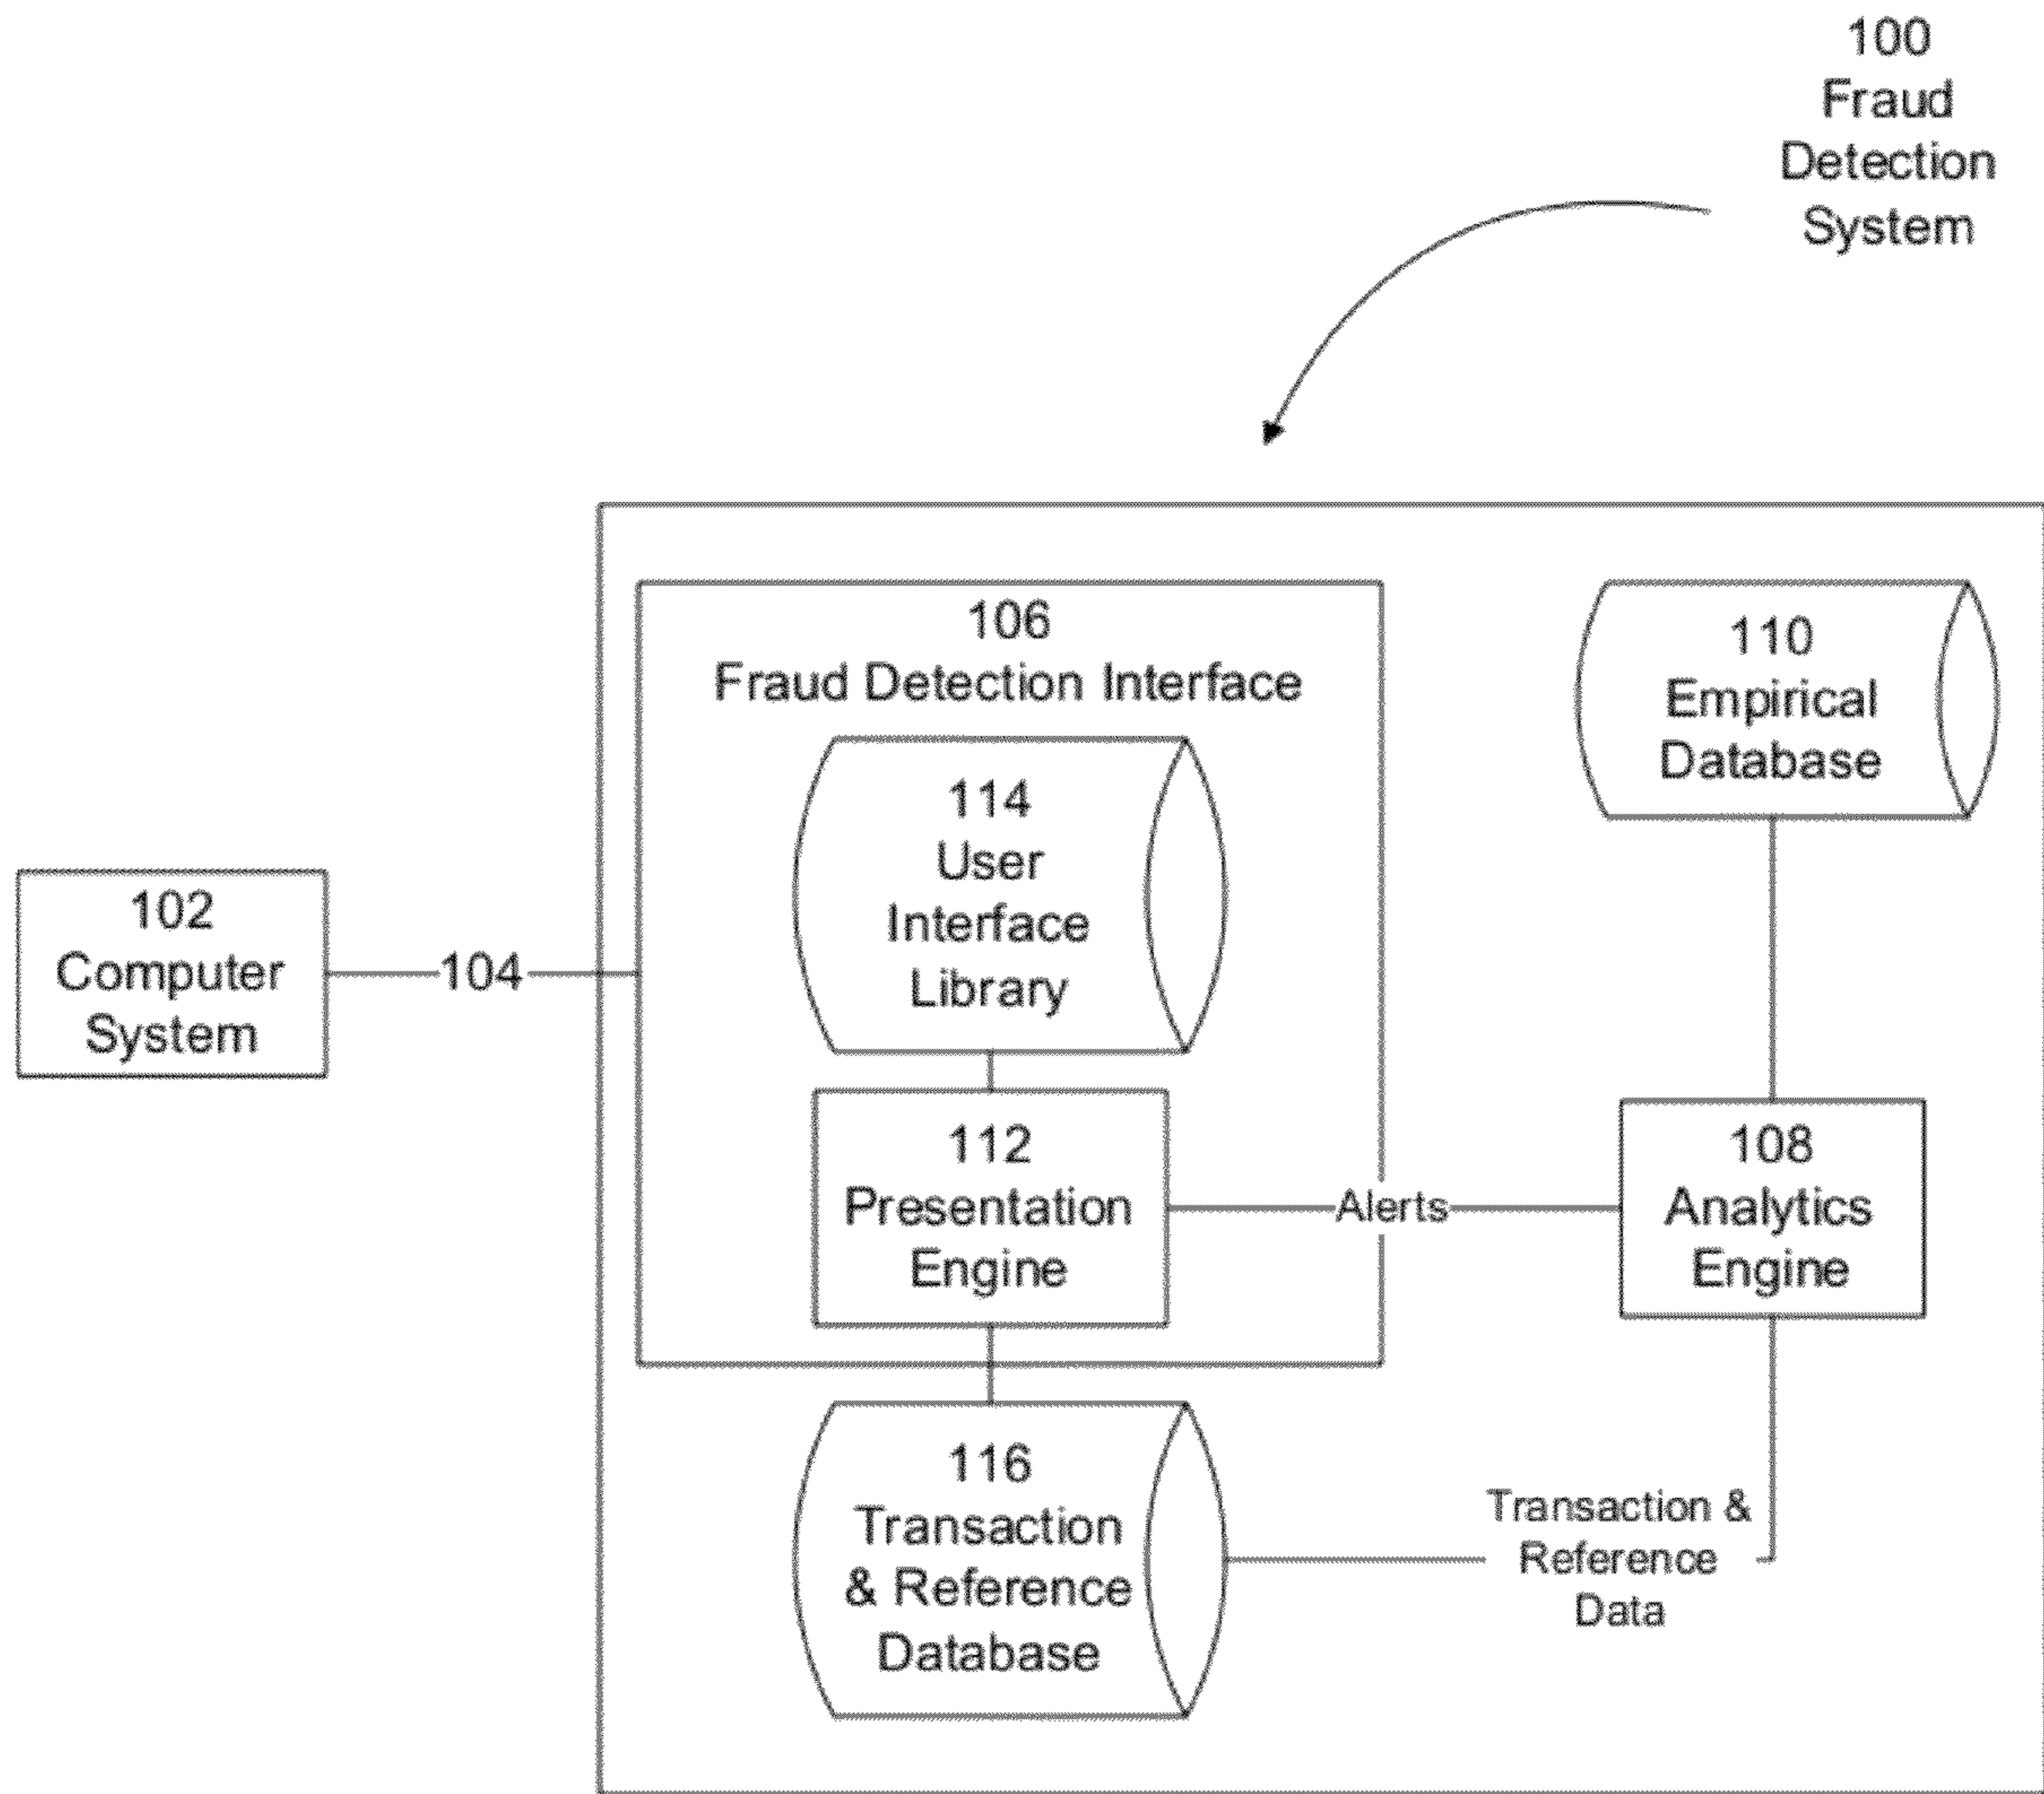 100
Fraud
Detection
System
106
Fraud Detection Interface
110
Empirical
Database
114
User
Interface
Library
102
Computer
System
104
112
Presentation
Engine
Alerts
108
Analytics
Engine
116
Transaction
& Reference
Database
Transaction &
Reference
Data